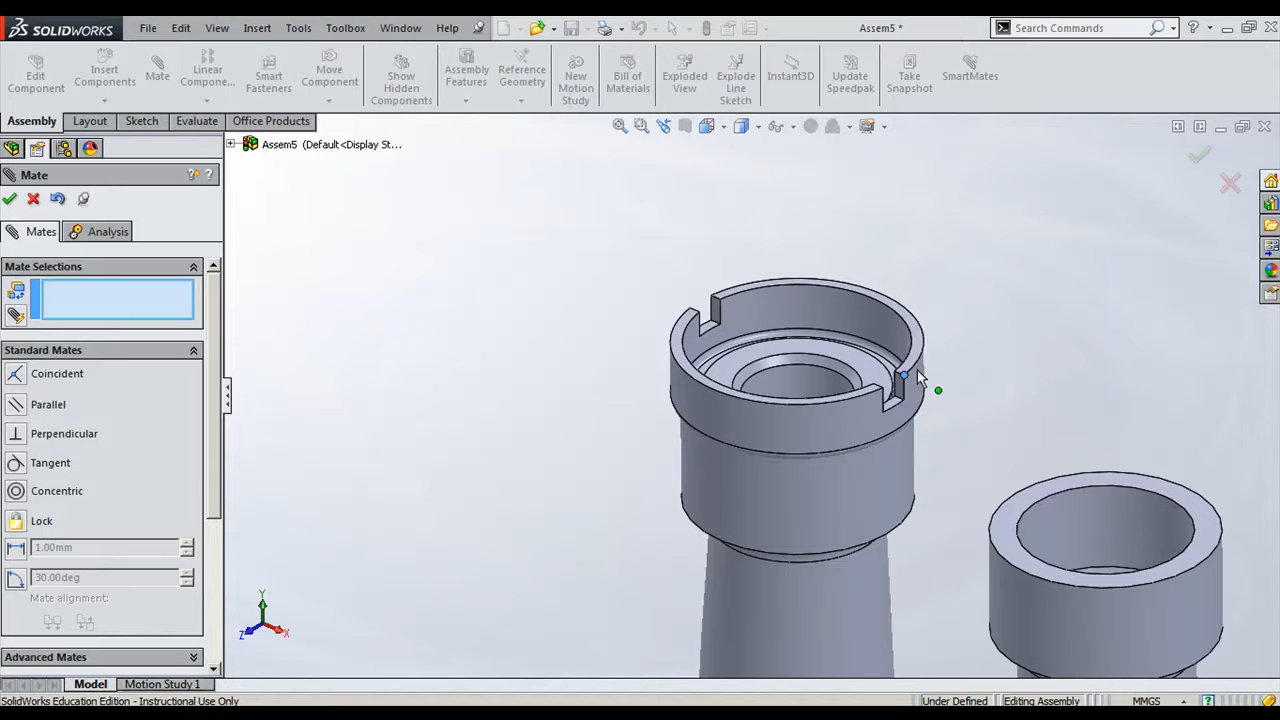 SOLIDWORKS File Edit View Insert Tools Toolbox Window Help Assem5 * Search Commands
Edit Component
Insert Components
Mate
Linear Compone...
Smart Fasteners
Move Component
Show Hidden Components
Assembly Features
Reference Geometry
New Motion Study
Bill of Materials
Exploded View
Explode Line Sketch
Instant3D
Update Speedpak
Take Snapshot
SmartMates
Assembly Layout Sketch Evaluate Office Products
Assem5 (Default<Display St...
Mate
Mates Analysis
Mate Selections
Standard Mates
Coincident
Parallel
Perpendicular
Tangent
Concentric
Lock
1.00mm
30.00deg
Mate alignment:
Advanced Mates
Y
Z X
Model Motion Study 1
SolidWorks Education Edition - Instructional Use Only Under Defined Editing Assembly MMGS